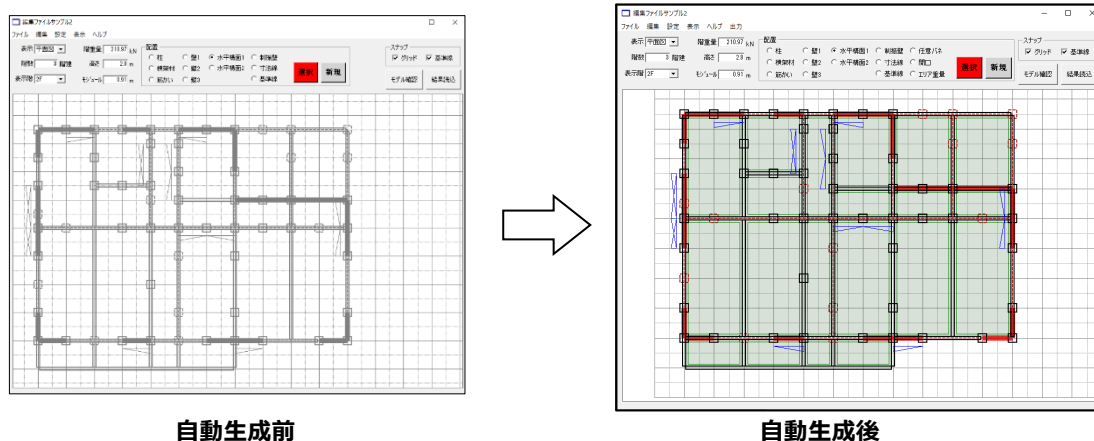 編集ファイルサンプル2
ファイル 編集 設定 表示 ヘルプ
表示 平面図 階重量 210.97 kN
階数 3 階建 高さ 2.8 m
表示階 2F モジュール 0.91 m
配置
柱 壁1 水平構面1 制振壁
横架材 壁2 水平構面2 寸法線
筋かい 壁3 基準線
選択 新規
スナップ
グリッド 基準線
モデル確認 結果読込
編集ファイルサンプル2
ファイル 編集 設定 表示 ヘルプ 出力
表示 平面図 階重量 210.97 kN
階数 3 階建 高さ 2.8 m
表示階 2F モジュール 0.91 m
配置
柱 壁1 水平構面1 制振壁 任意バネ
横架材 壁2 水平構面2 寸法線 開口
筋かい 壁3 基準線 エリア重量
選択 新規
スナップ
グリッド 基準線
モデル確認 結果読込
自動生成前
自動生成後